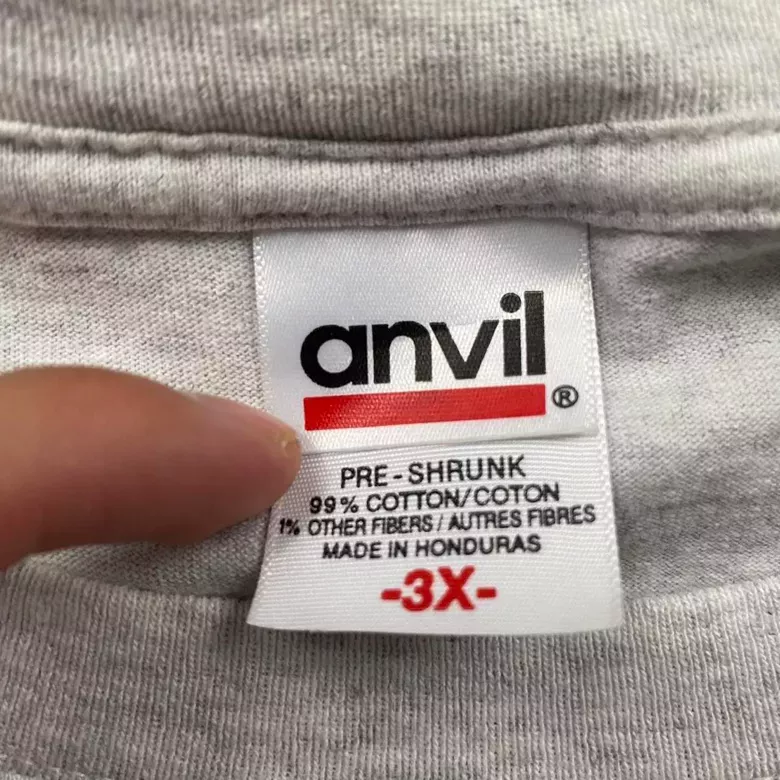 anvil®
PRE-SHRUNK
99% COTTON/COTON
1% OTHER FIBERS / AUTRES FIBRES
MADE IN HONDURAS
-3X-